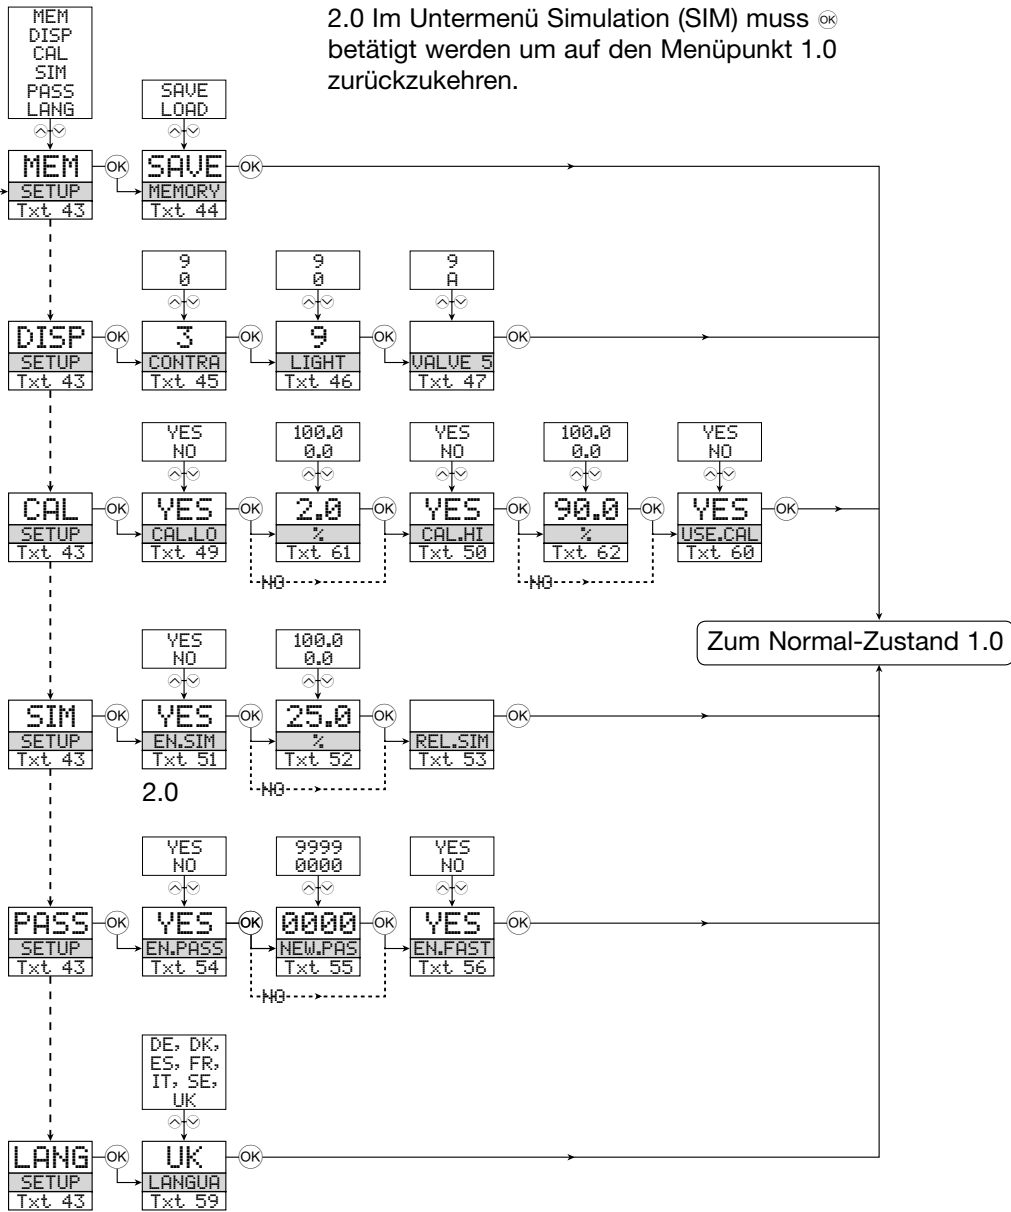 2.0 Im Untermenü Simulation (SIM) muss OK
betätigt werden um auf den Menüpunkt 1.0
zurückzukehren.
MEM
DISP
CAL
SIM
PASS
LANG
SAVE
LOAD
MEM OK SAVE OK
SETUP MEMORY
Txt 43 Txt 44
9 9 9
0 0 A
DISP OK 3 OK 9 OK OK
SETUP CONTRA LIGHT VALVE 5
Txt 43 Txt 45 Txt 46 Txt 47
YES 100.0 YES 100.0 YES
NO 0.0 NO 0.0 NO
CAL OK YES OK 2.0 OK YES OK 90.0 OK YES OK
SETUP CAL.LO % CAL.HI % USE.CAL
Txt 43 Txt 49 Txt 61 Txt 50 Txt 62 Txt 60
NO NO
Zum Normal-Zustand 1.0
YES 100.0
NO 0.0
SIM OK YES OK 25.0 OK OK
SETUP EN.SIM % REL.SIM
Txt 43 Txt 51 Txt 52 Txt 53
2.0 NO
YES 9999 YES
NO 0000 NO
PASS OK YES OK 0000 OK YES OK
SETUP EN.PASS NEW.PAS EN.FAST
Txt 43 Txt 54 Txt 55 Txt 56
NO
DE, DK,
ES, FR,
IT, SE,
UK
LANG OK UK OK
SETUP LANGUA
Txt 43 Txt 59